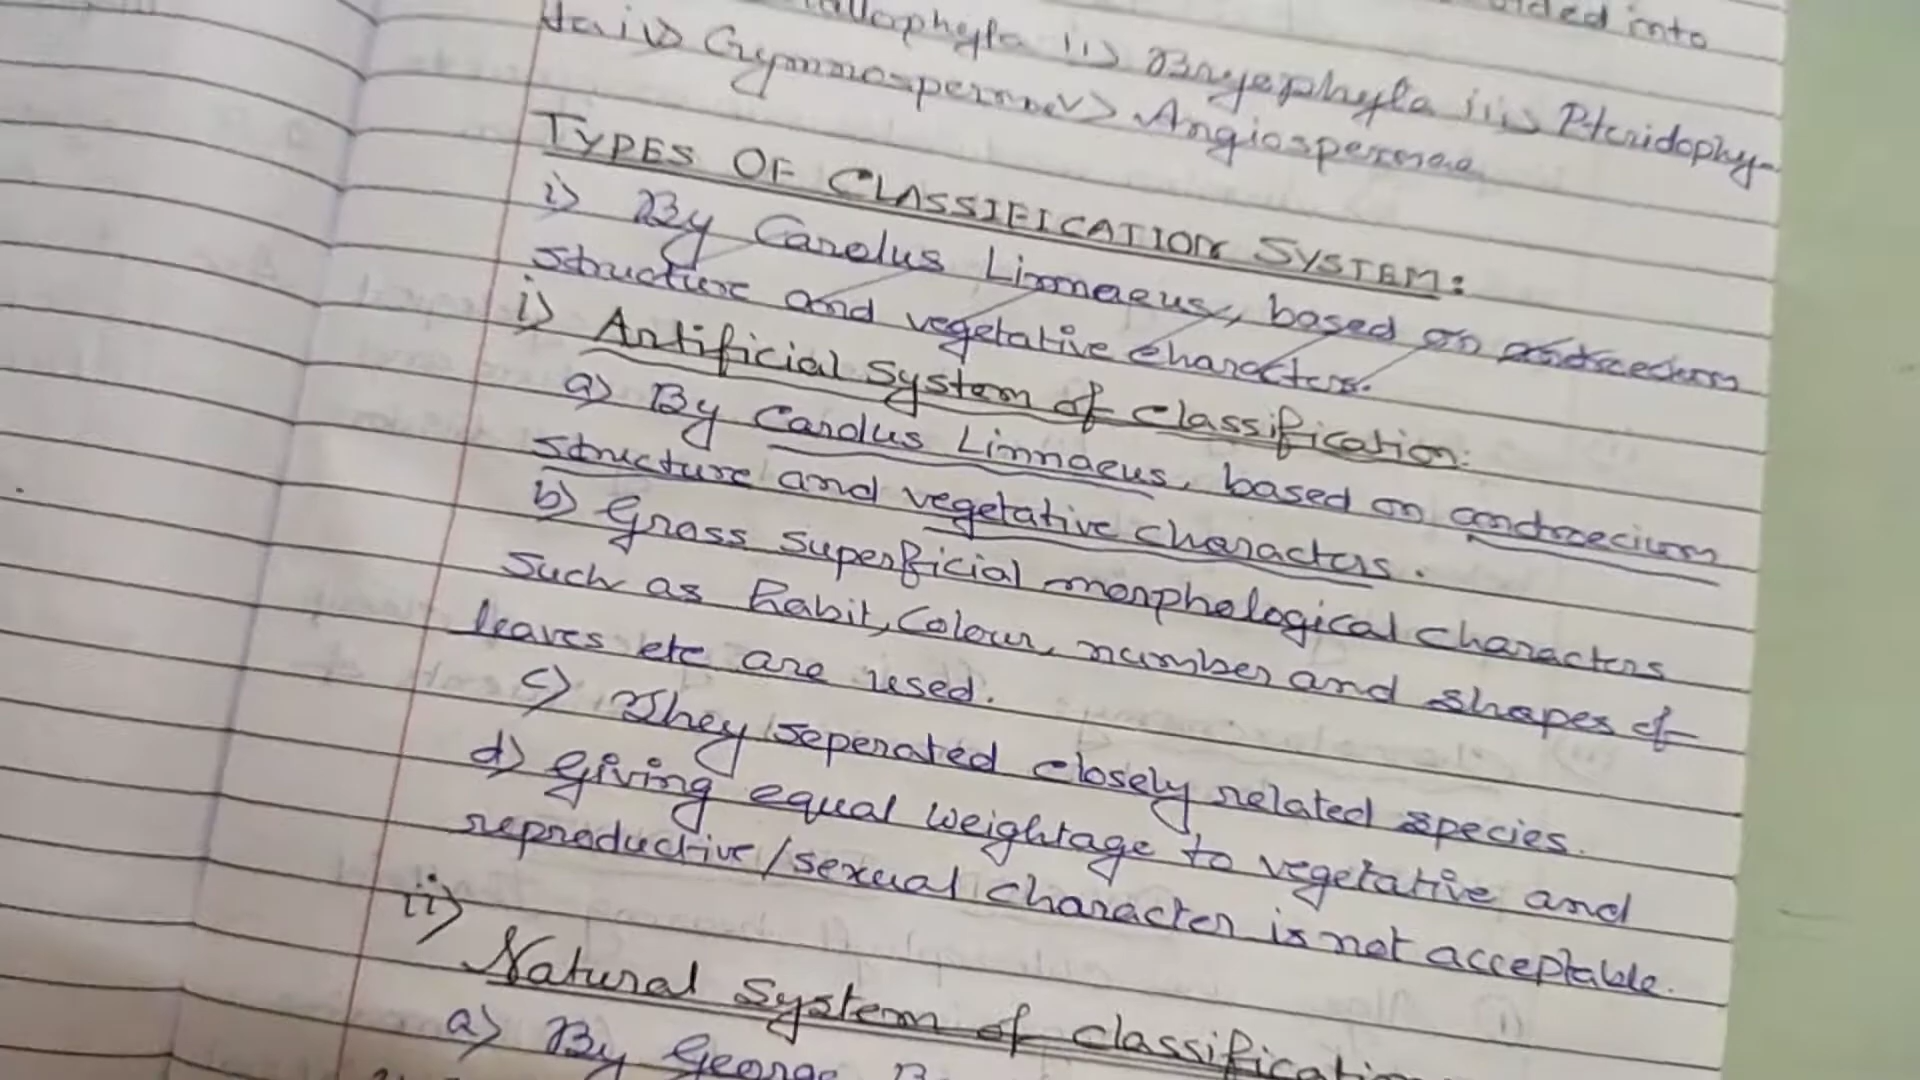 into
ta iv) Gymnosperm v) Angiospermae
ii) Bryophyta iii) Pteridophy-
TYPES OF CLASSIFICATION SYSTEM:
i) By Carolus Linnaeus, based on androecium
structure and vegetative characters.
i) Artificial System of Classification:
a) By Carolus Linnaeus, based on androecium
structure and vegetative characters.
b) Gross superficial morphological characters
such as habit, colour, number and shapes of
leaves etc are used.
c) They seperated closely related species.
d) Giving equal weightage to vegetative and
reproductive/sexual character is not acceptable.
ii) Natural System of Classification
a) By George